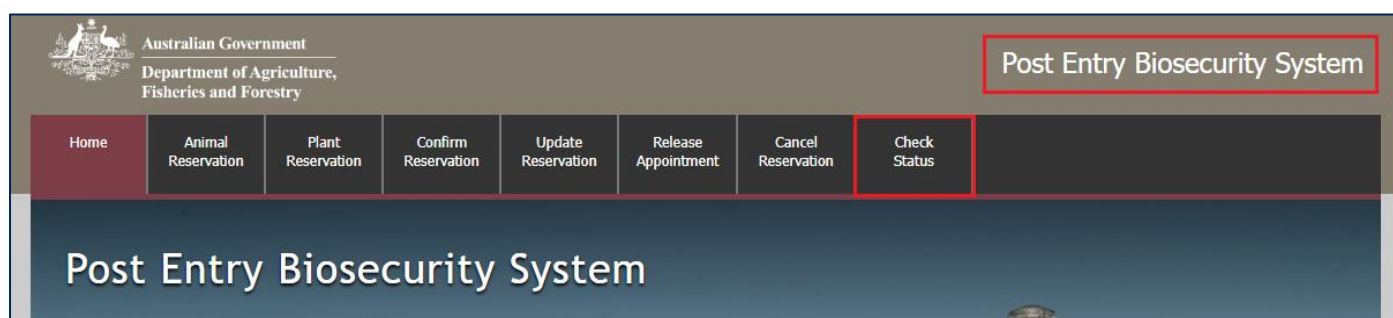 Australian Government
Department of Agriculture,
Fisheries and Forestry
Post Entry Biosecurity System
Home
Animal
Reservation
Plant
Reservation
Confirm
Reservation
Update
Reservation
Release
Appointment
Cancel
Reservation
Check
Status
Post Entry Biosecurity System